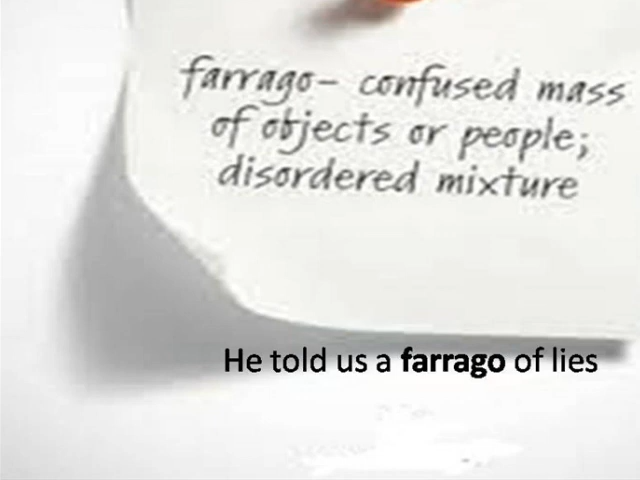 farrago- confused mass
of objects or people;
disordered mixture
He told us a farrago of lies